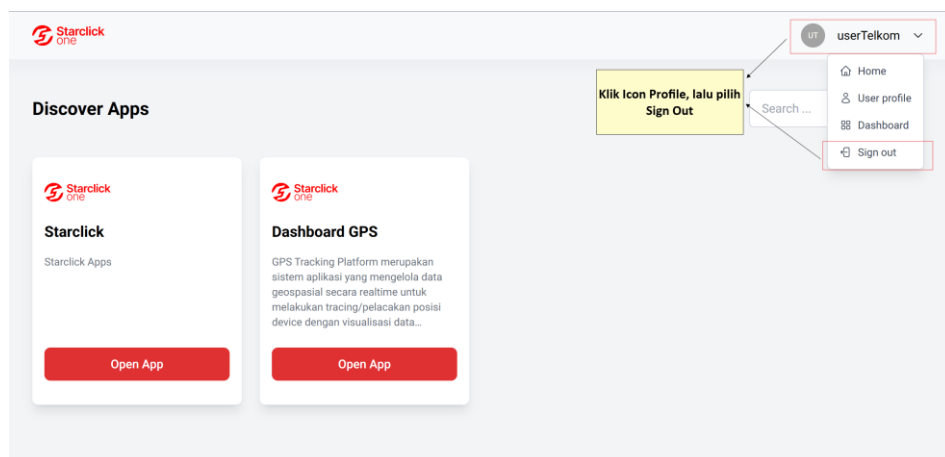 Starclick
one
UT
userTelkom
Home
User profile
Dashboard
Sign out
Klik Icon Profile, lalu pilih
Sign Out
Discover Apps
Search ...
Starclick
one
Starclick
Starclick Apps
Open App
Starclick
one
Dashboard GPS
GPS Tracking Platform merupakan
sistem aplikasi yang mengelola data
geospasial secara realtime untuk
melakukan tracing/pelacakan posisi
device dengan visualisasi data...
Open App